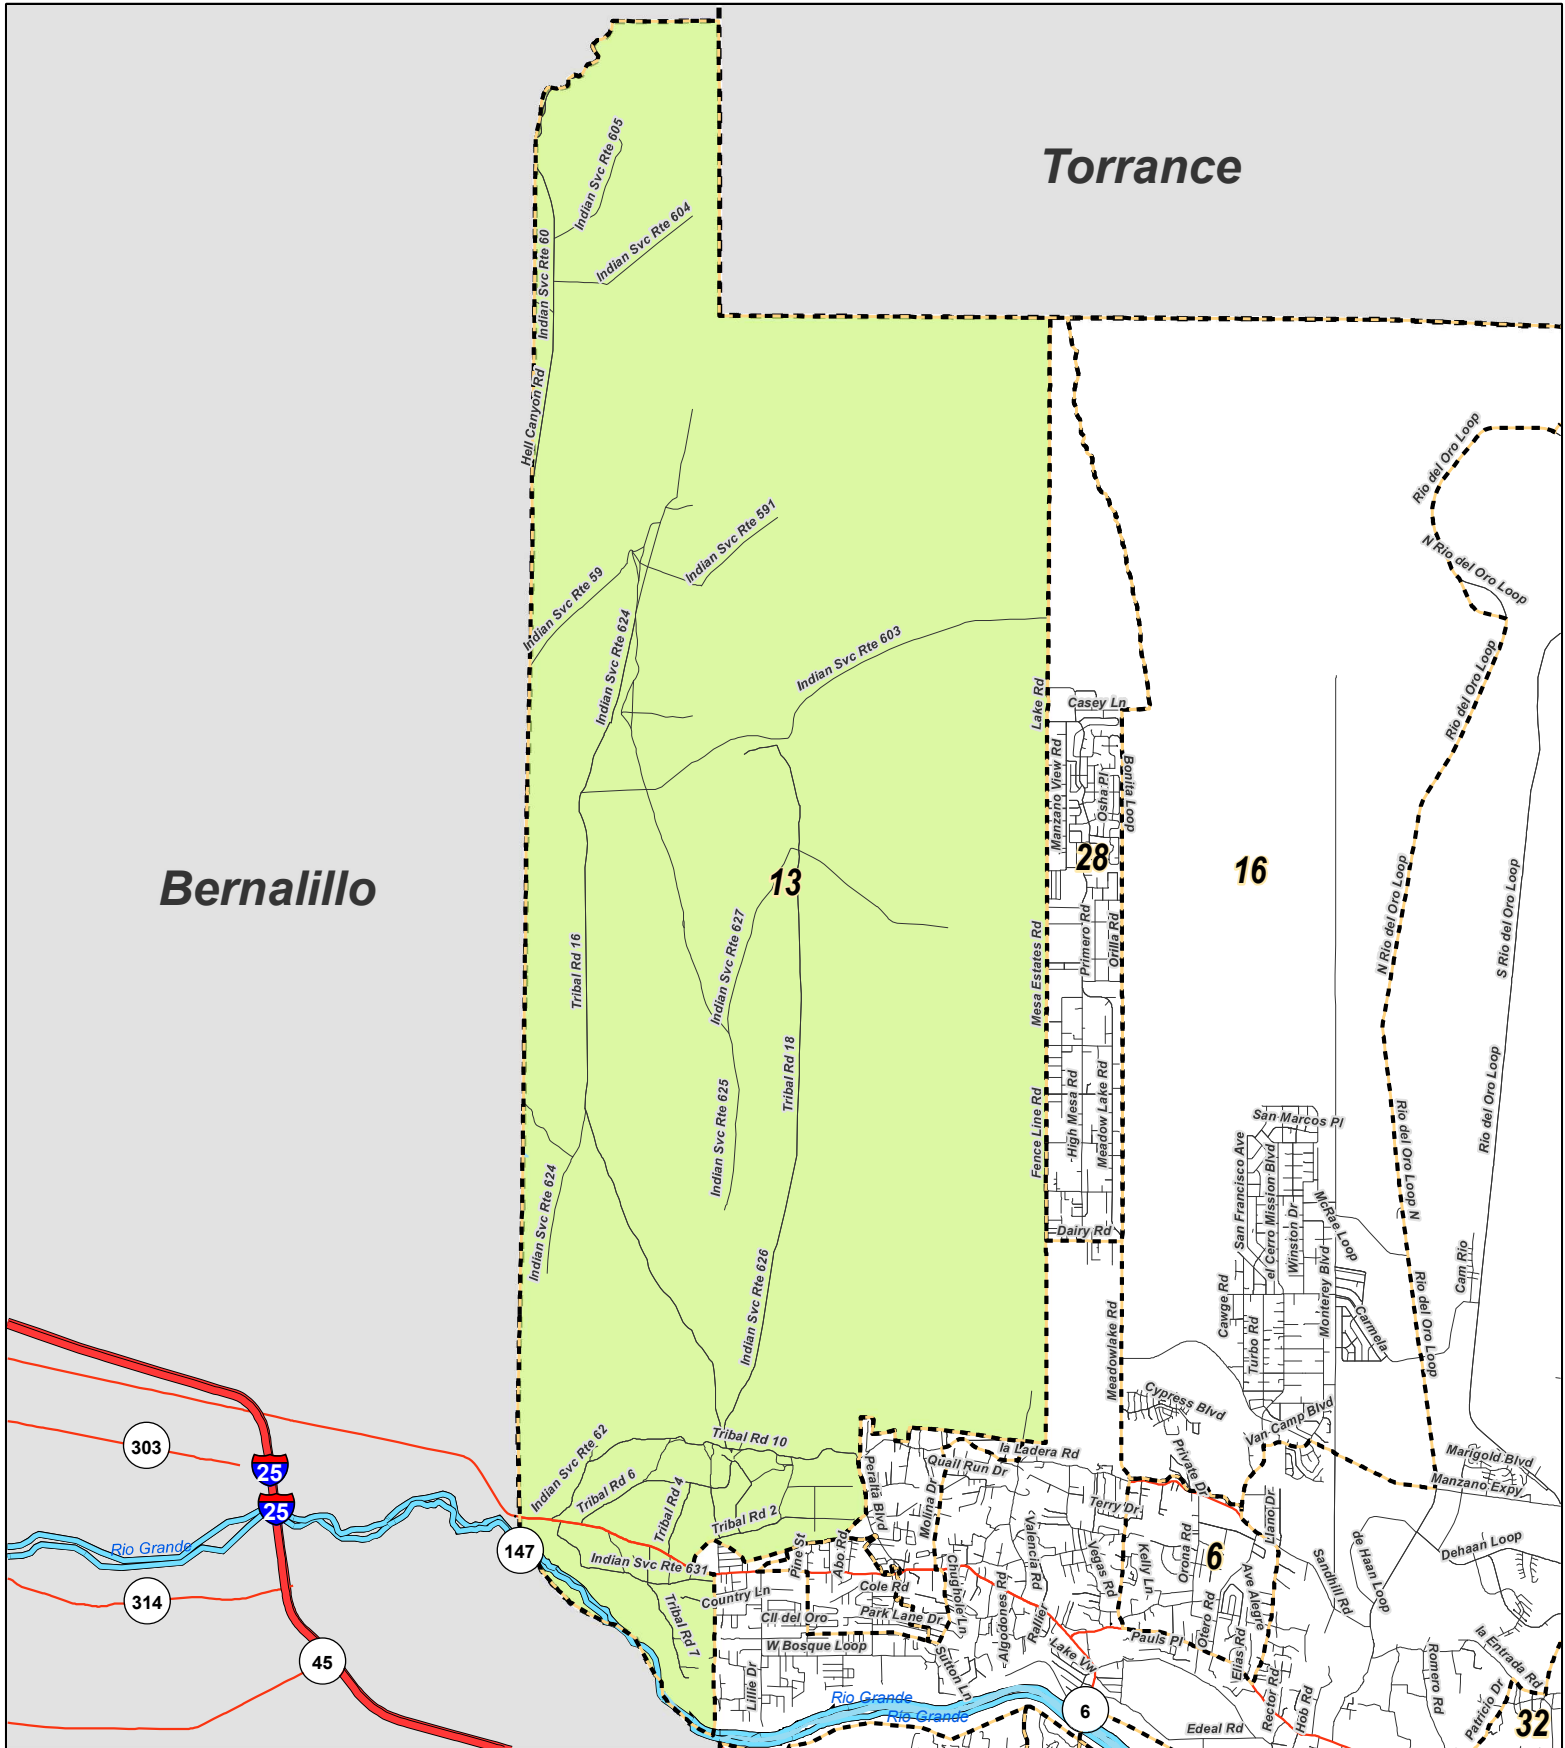 Torrance
Indian Svc Rte 605
Indian Svc Rte 604
Indian Svc Rte 60
Hell Canyon Rd
Rio del Oro Loop
N Rio del Oro Loop
Indian Svc Rte 591
Indian Svc Rte 59
Indian Svc Rte 624
Indian Svc Rte 603
Rio del Oro Loop
Lake Rd
Casey Ln
Manzano View Rd
Osha Pl
Bonita Loop
28
16
13
Bernalillo
N Rio del Oro Loop
S Rio del Oro Loop
Tribal Rd 16
Indian Svc Rte 627
Mesa Estates Rd
Primero Rd
Orilla Rd
Tribal Rd 18
Indian Svc Rte 625
Fence Line Rd
High Mesa Rd
Meadow Lake Rd
San Marcos Pl
Rio del Oro Loop N
Rio del Oro Loop
Indian Svc Rte 624
San Francisco Ave
el Cerro Mission Blvd
Winston Dr
McRae Loop
Dairy Rd
Indian Svc Rte 626
Cawge Rd
Turbo Rd
Monterey Blvd
Carmela
Rio del Oro Loop
Cam Rio
Meadowlake Rd
Cypress Blvd
Van Camp Blvd
303
25
25
Indian Svc Rte 62
Tribal Rd 10
la Ladera Rd
Quail Run Dr
Private Dr
Marigold Blvd
Manzano Expy
Tribal Rd 6
Tribal Rd 4
Tribal Rd 2
Peralta Blvd
Molina Dr
Terry Dr
Llano Dr
Rio Grande
147
Indian Svc Rte 631
Pine St
Abo Rd
Valencia Rd
Vegas Rd
Kelly Ln
Orona Rd
6
Ave Alegre
Sandhill Rd
de Haan Loop
Dehaan Loop
314
Country Ln
Cole Rd
Chughole Ln
Cll del Oro
Park Lane Dr
Algodones Rd
Rallier
Tribal Rd 7
W Bosque Loop
Pauls Pl
Otero Rd
Elias Rd
45
Lillie Dr
Sutton Ln
Lake Vw
Rector Rd
Hob Rd
Romero Rd
la Entrada Rd
Patricio Dr
Rio Grande
Rio Grande
6
Edeal Rd
32